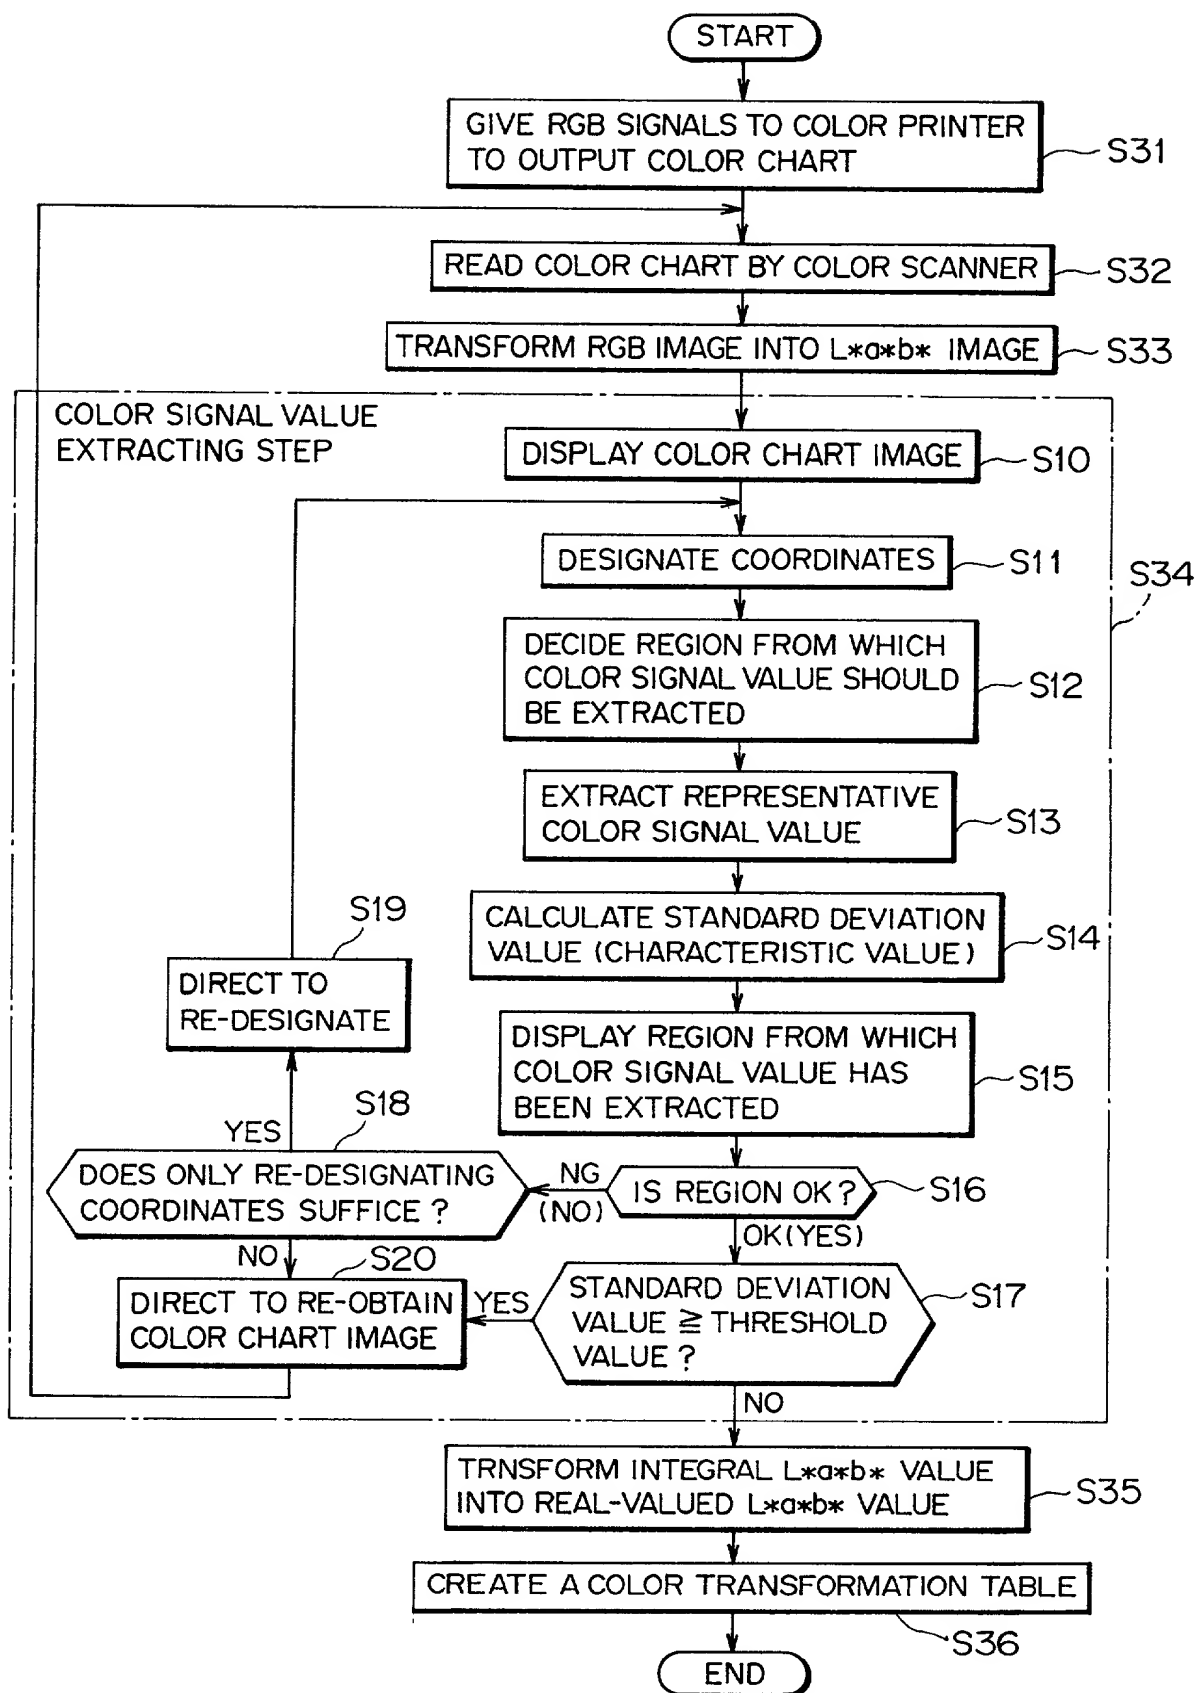 START
GIVE RGB SIGNALS TO COLOR PRINTER
TO OUTPUT COLOR CHART
S31
READ COLOR CHART BY COLOR SCANNER
S32
TRANSFORM RGB IMAGE INTO L*a*b* IMAGE
S33
COLOR SIGNAL VALUE
EXTRACTING STEP
DISPLAY COLOR CHART IMAGE
S10
DESIGNATE COORDINATES
S11
S34
DECIDE REGION FROM WHICH
COLOR SIGNAL VALUE SHOULD
BE EXTRACTED
S12
EXTRACT REPRESENTATIVE
COLOR SIGNAL VALUE
S13
CALCULATE STANDARD DEVIATION
VALUE (CHARACTERISTIC VALUE)
S14
S19
DIRECT TO
RE-DESIGNATE
DISPLAY REGION FROM WHICH
COLOR SIGNAL VALUE HAS
BEEN EXTRACTED
S15
S18
YES
DOES ONLY RE-DESIGNATING
COORDINATES SUFFICE ?
NG
(NO)
IS REGION OK ?
S16
OK(YES)
NO
S20
DIRECT TO RE-OBTAIN
COLOR CHART IMAGE
YES
STANDARD DEVIATION
VALUE ≧ THRESHOLD
VALUE ?
S17
NO
TRNSFORM INTEGRAL L*a*b* VALUE
INTO REAL-VALUED L*a*b* VALUE
S35
CREATE A COLOR TRANSFORMATION TABLE
S36
END